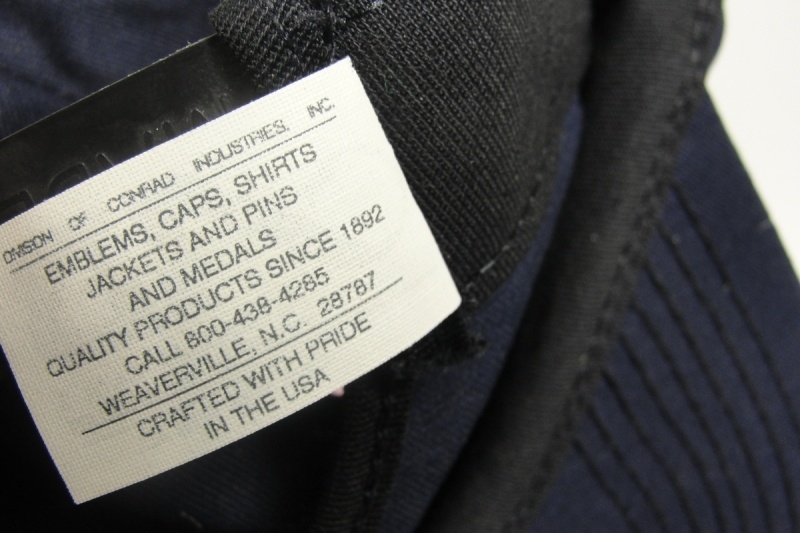 DIVISION OF CONRAD INDUSTRIES, INC.
EMBLEMS, CAPS, SHIRTS
JACKETS AND PINS
AND MEDALS
QUALITY PRODUCTS SINCE 1892
CALL 800-438-4285
WEAVERVILLE, N.C. 28787
CRAFTED WITH PRIDE
IN THE USA